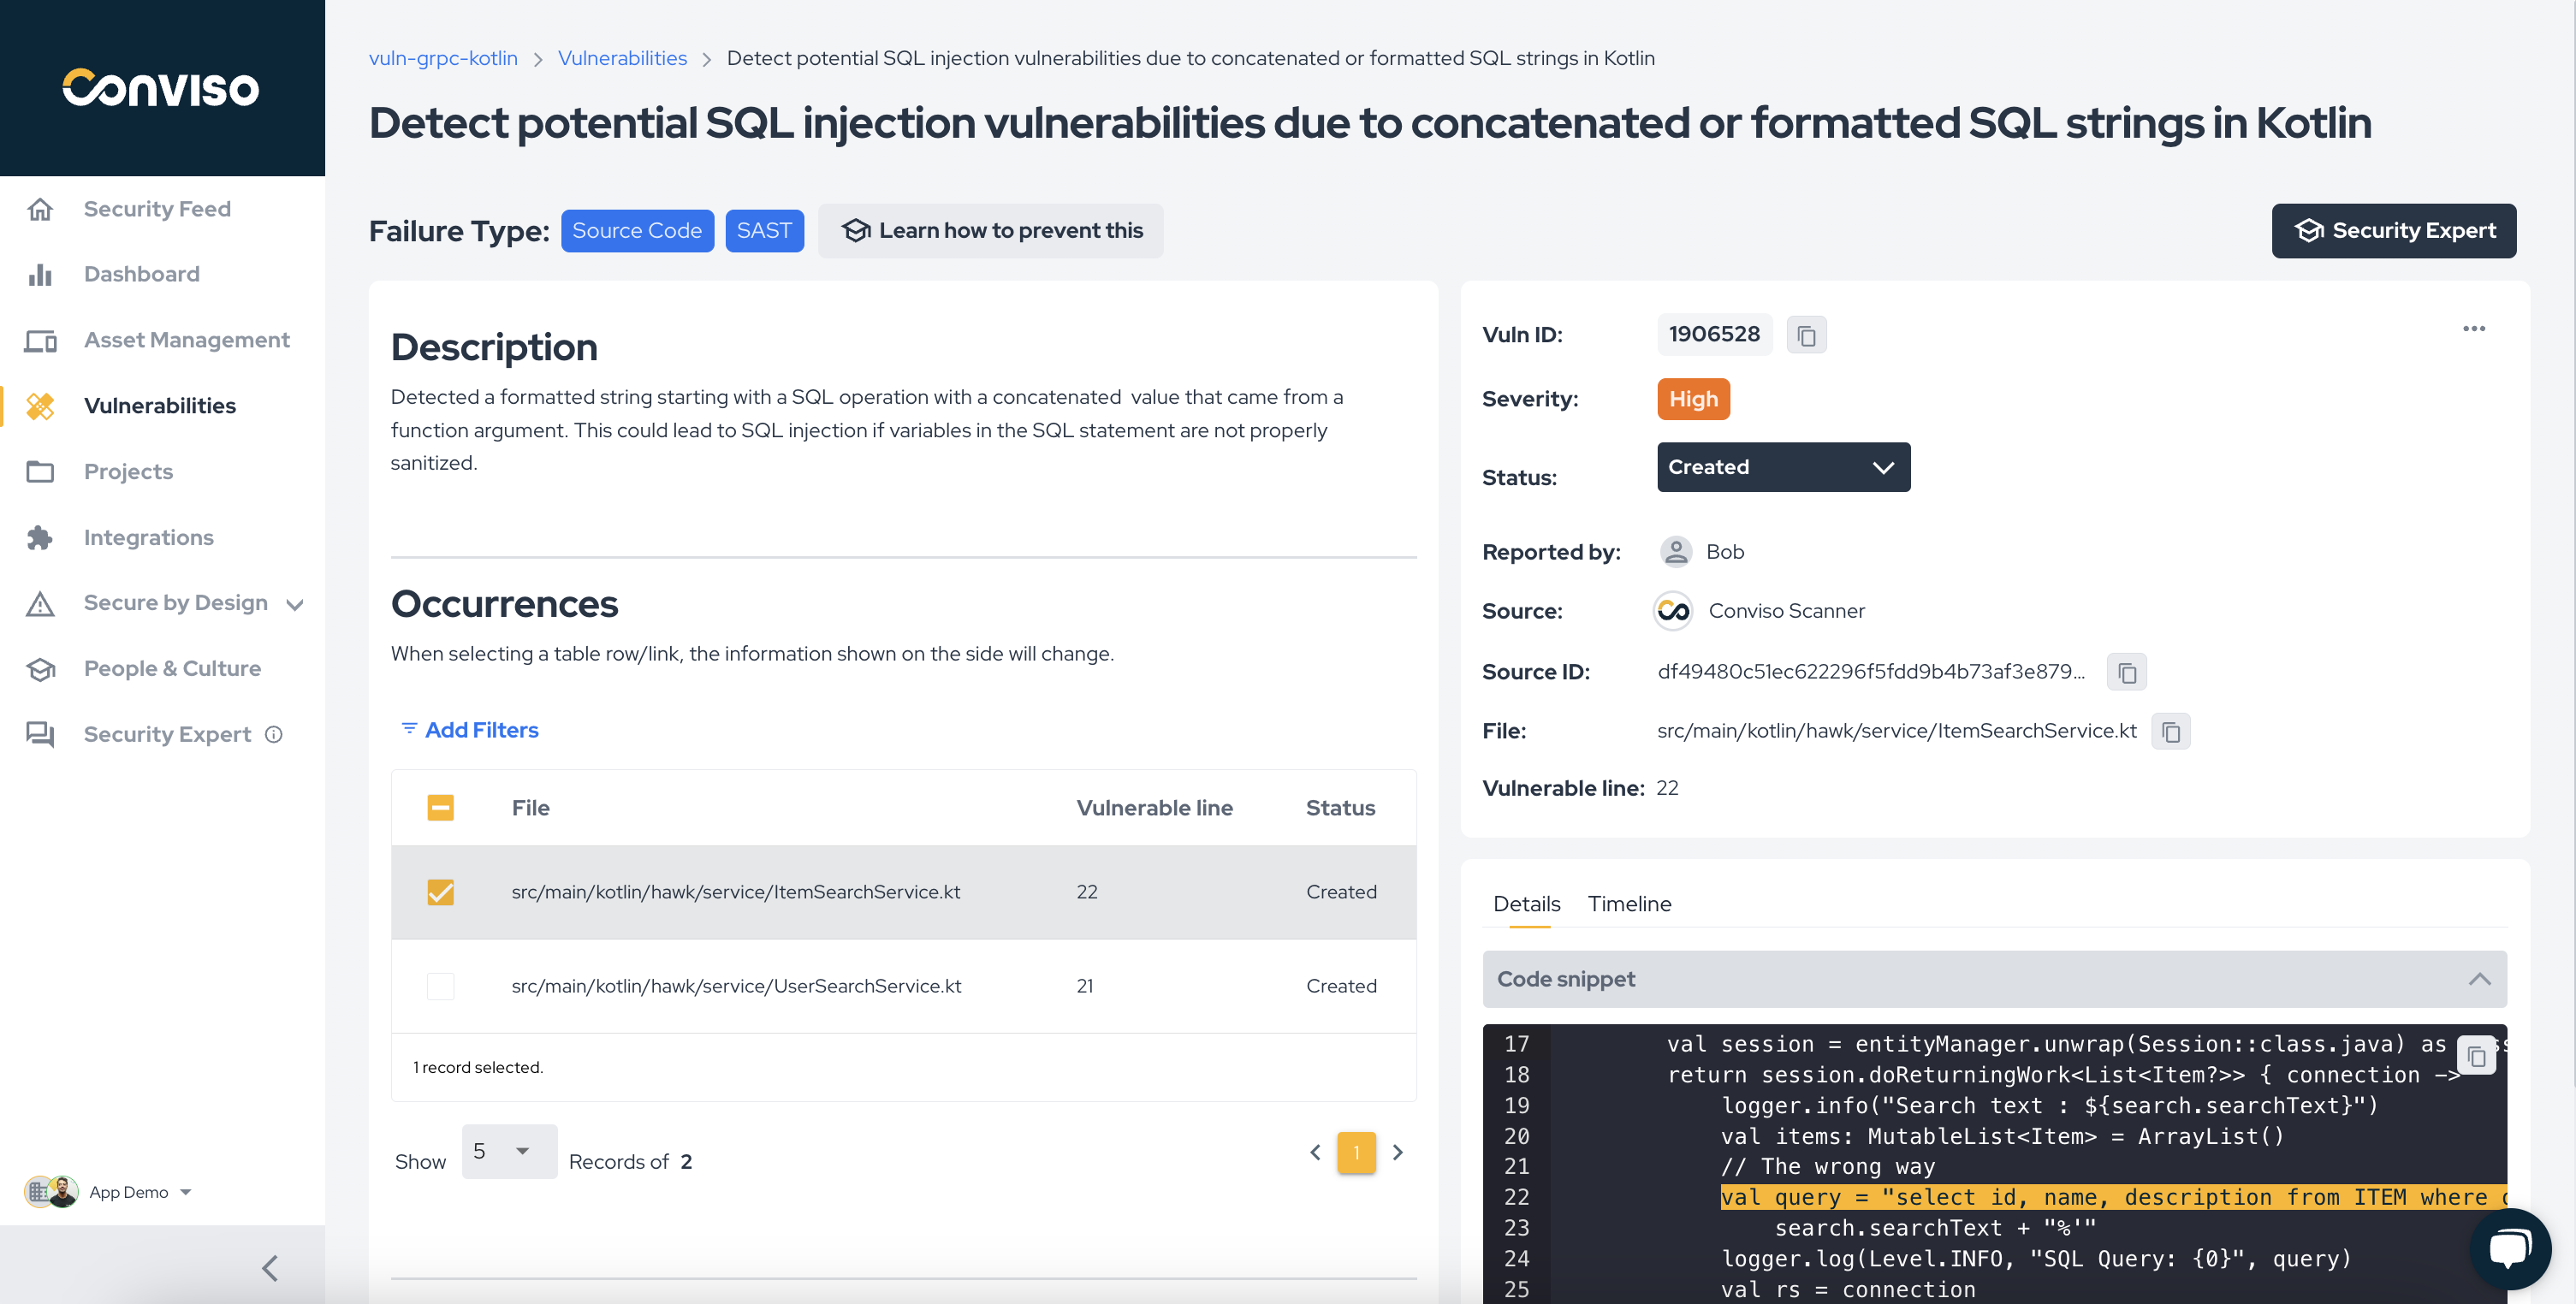 Conviso
Security Feed
Dashboard
Asset Management
Vulnerabilities
Projects
Integrations
Secure by Design
People & Culture
Security Expert
App Demo
vuln-grpc-kotlin > Vulnerabilities > Detect potential SQL injection vulnerabilities due to concatenated or formatted SQL strings in Kotlin
Detect potential SQL injection vulnerabilities due to concatenated or formatted SQL strings in Kotlin
Failure Type: Source Code SAST Learn how to prevent this
Security Expert
Description
Detected a formatted string starting with a SQL operation with a concatenated value that came from a
function argument. This could lead to SQL injection if variables in the SQL statement are not properly
sanitized.
Occurrences
When selecting a table row/link, the information shown on the side will change.
Add Filters
File Vulnerable line Status
src/main/kotlin/hawk/service/ItemSearchService.kt 22 Created
src/main/kotlin/hawk/service/UserSearchService.kt 21 Created
1 record selected.
Show 5 Records of 2
1
Vuln ID: 1906528
Severity: High
Status: Created
Reported by: Bob
Source: Conviso Scanner
Source ID: df49480c51ec622296f5fdd9b4b73af3e879...
File: src/main/kotlin/hawk/service/ItemSearchService.kt
Vulnerable line: 22
Details Timeline
Code snippet
17 val session = entityManager.unwrap(Session::class.java) as
18 return session.doReturningWork<List<Item?>> { connection ->
19 logger.info("Search text : ${search.searchText}")
20 val items: MutableList<Item> = ArrayList()
21 // The wrong way
22 val query = "select id, name, description from ITEM where
23 search.searchText + "%'"
24 logger.log(Level.INFO, "SQL Query: {0}", query)
25 val rs = connection